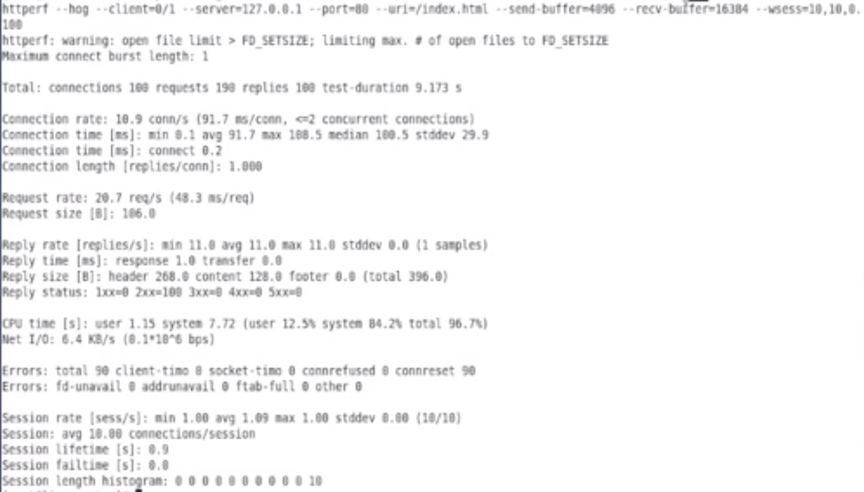 httperf --hog --client=0/1 --server=127.0.0.1 --port=80 --uri=/index.html --send-buffer=4096 --recv-buffer=16384 --wsess=10,10,0.
100
httperf: warning: open file limit > FD_SETSIZE; limiting max. # of open files to FD_SETSIZE
Maximum connect burst length: 1
Total: connections 100 requests 190 replies 100 test-duration 9.173 s
Connection rate: 10.9 conn/s (91.7 ms/conn, <=2 concurrent connections)
Connection time [ms]: min 0.1 avg 91.7 max 108.5 median 100.5 stddev 29.9
Connection time [ms]: connect 0.2
Connection length [replies/conn]: 1.000
Request rate: 20.7 req/s (48.3 ms/req)
Request size [B]: 106.0
Reply rate [replies/s]: min 11.0 avg 11.0 max 11.0 stddev 0.0 (1 samples)
Reply time [ms]: response 1.0 transfer 0.0
Reply size [B]: header 268.0 content 128.0 footer 0.0 (total 396.0)
Reply status: 1xx=0 2xx=100 3xx=0 4xx=0 5xx=0
CPU time [s]: user 1.15 system 7.72 (user 12.5% system 84.2% total 96.7%)
Net I/O: 6.4 KB/s (0.1*10^6 bps)
Errors: total 90 client-timo 0 socket-timo 0 connrefused 0 connreset 90
Errors: fd-unavail 0 addrunavail 0 ftab-full 0 other 0
Session rate [sess/s]: min 1.00 avg 1.09 max 1.00 stddev 0.00 (10/10)
Session: avg 10.00 connections/session
Session lifetime [s]: 0.9
Session failtime [s]: 0.0
Session length histogram: 0 0 0 0 0 0 0 0 0 0 10